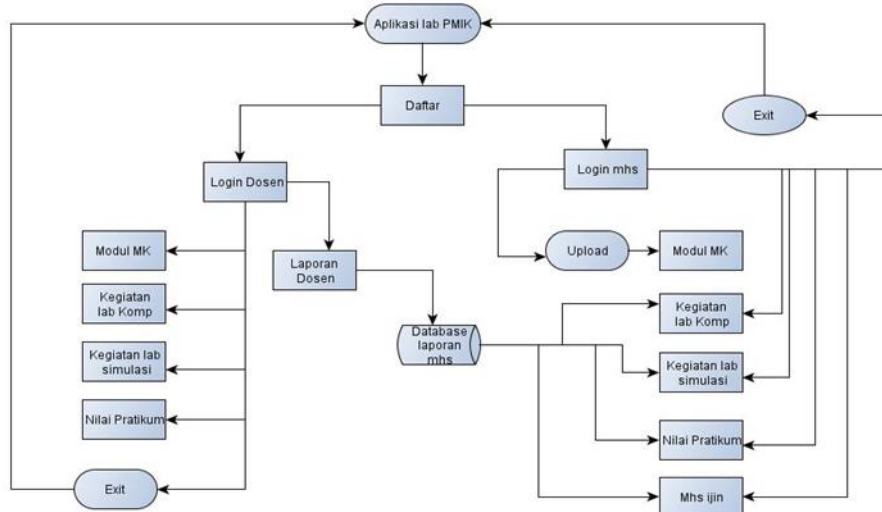 Aplikasi lab PMIK
Daftar
Exit
Login Dosen
Login mhs
Modul MK
Laporan
Dosen
Upload
Modul MK
Kegiatan
lab Komp
Kegiatan
lab Komp
Database
laporan
mhs
Kegiatan lab
simulasi
Kegiatan lab
simulasi
Nilai Pratikum
Nilai Pratikum
Exit
Mhs ijin